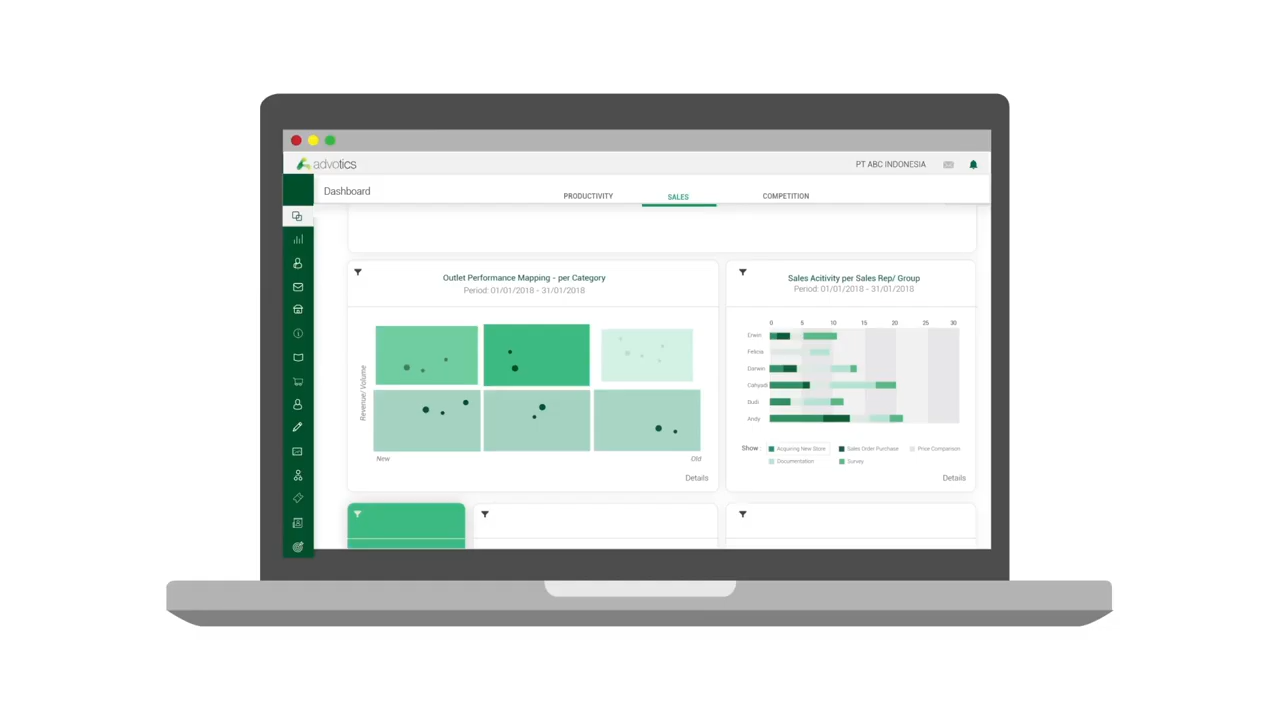 advotics
PT ABC INDONESIA
Dashboard
PRODUCTIVITY
SALES
COMPETITION
Outlet Performance Mapping - per Category
Period: 01/01/2018 - 31/01/2018
Revenue/ Volume
New
Old
Details
Sales Acitivity per Sales Rep/ Group
Period: 01/01/2018 - 31/01/2018
0 5 10 15 20 25 30
Erwin
Felicia
Darwin
Cahyadi
Dudi
Andy
Show : Acquiring New Store Sales Order Purchase Price Comparison
Documentation Survey
Details